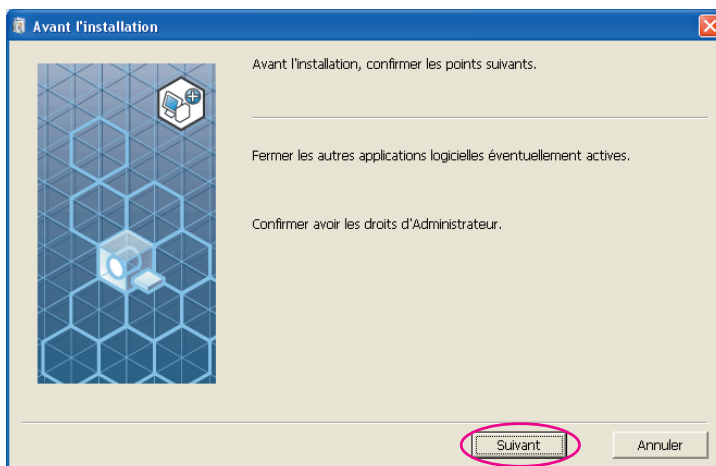 Avant l'installation
Avant l'installation, confirmer les points suivants.
Fermer les autres applications logicielles éventuellement actives.
Confirmer avoir les droits d'Administrateur.
Suivant
Annuler